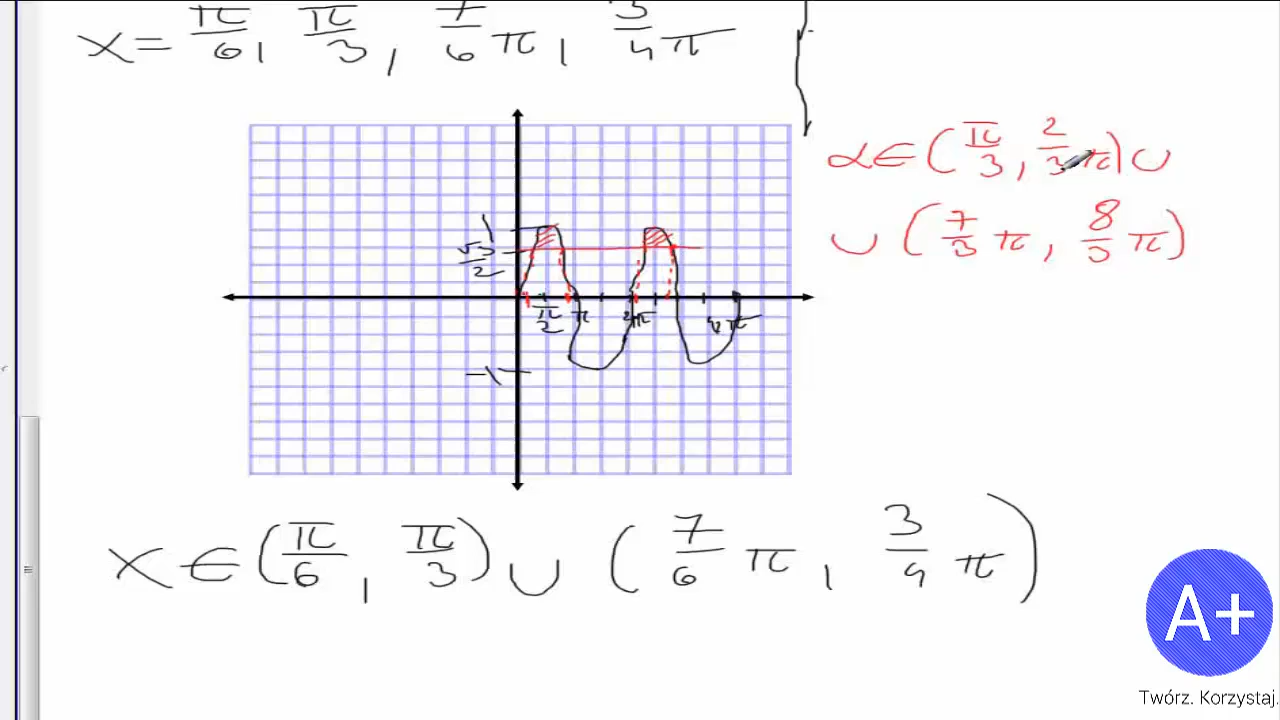 x = π/6, π/3, 7/6 π, 3/4 π
α ∈ (π/3, 2/3 π) ∪
∪ (7/3 π, 8/3 π)
1
√3/2
π/2 π 2π 4π
-1
x ∈ (π/6, π/3) ∪ (7/6 π, 3/4 π)
A+
Twórz. Korzystaj.